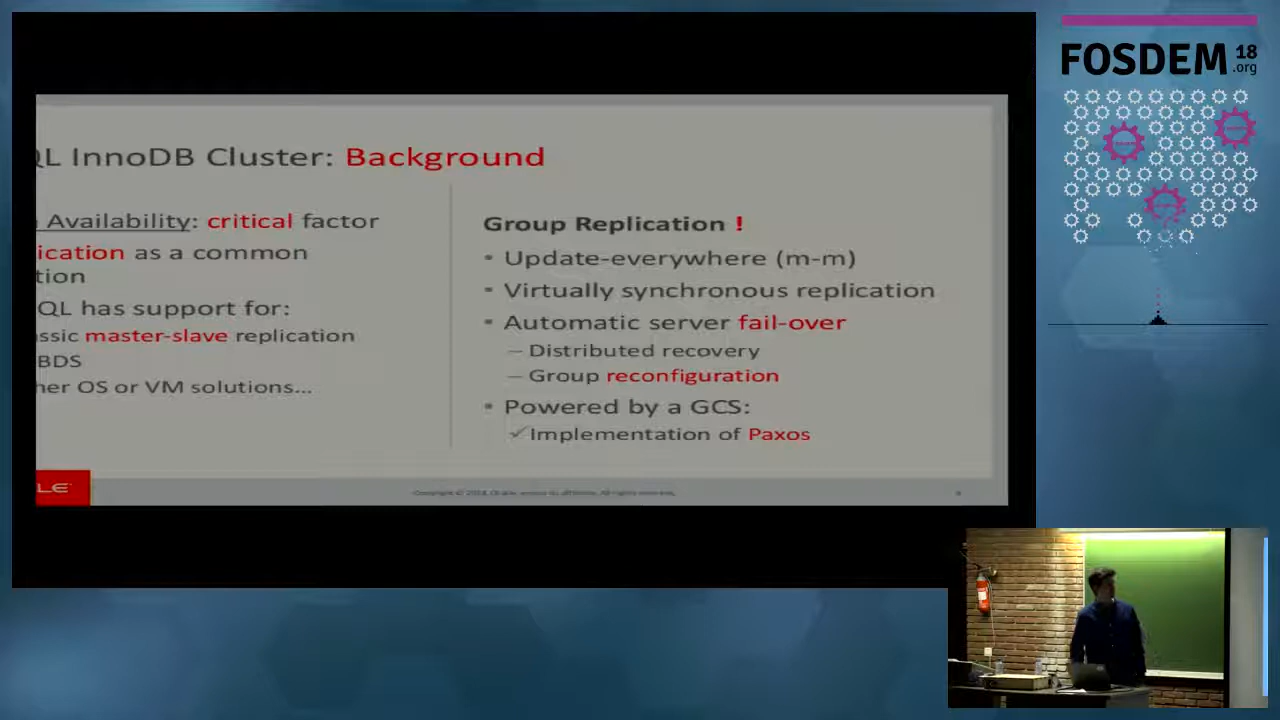 QL InnoDB Cluster: Background
Availability: critical factor
ication as a common
tion
QL has support for:
ssic master-slave replication
BDS
her OS or VM solutions...
Group Replication !
• Update-everywhere (m-m)
• Virtually synchronous replication
• Automatic server fail-over
– Distributed recovery
– Group reconfiguration
• Powered by a GCS:
✓ Implementation of Paxos
LE
FOSDEM 18
.org